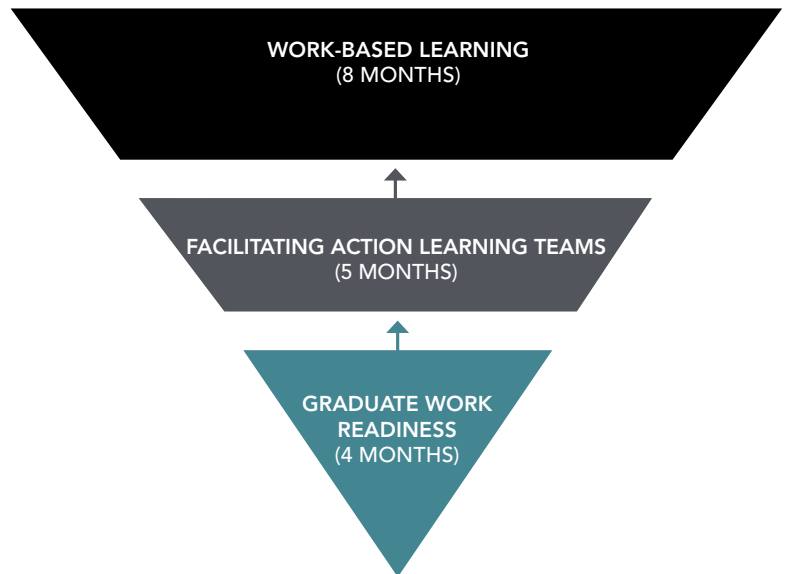 WORK-BASED LEARNING
(8 MONTHS)
FACILITATING ACTION LEARNING TEAMS
(5 MONTHS)
GRADUATE WORK
READINESS
(4 MONTHS)